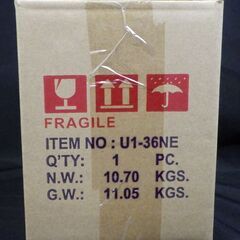 FRAGILE
ITEM NO : U1-36NE
Q'TY: 1 PC.
N.W.: 10.70 KGS.
G.W.: 11.05 KGS.